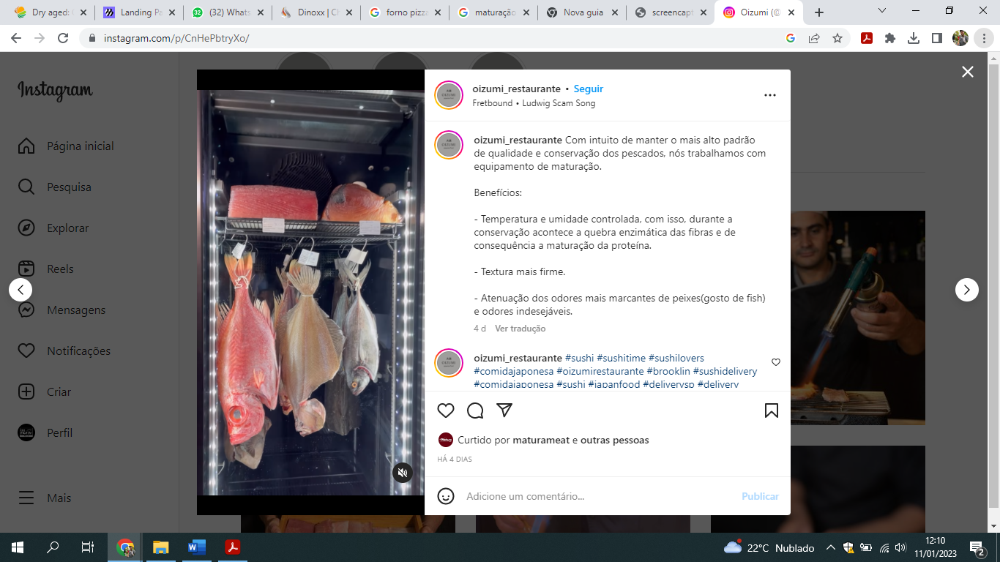 Dry aged:
Landing Pa
(32) Whats
Dinoxx | Cl
forno pizza
maturação
Nova guia
screencapt
Oizumi (@
instagram.com/p/CnHePbtryXo/
Instagram
Página inicial
Pesquisa
Explorar
Reels
Mensagens
Notificações
Criar
Perfil
Mais
oizumi_restaurante • Seguir
Fretbound • Ludwig Scam Song
oizumi_restaurante Com intuito de manter o mais alto padrão
de qualidade e conservação dos pescados, nós trabalhamos com
equipamento de maturação.
Benefícios:
- Temperatura e umidade controlada, com isso, durante a
conservação acontece a quebra enzimática das fibras e de
consequência a maturação da proteína.
- Textura mais firme.
- Atenuação dos odores mais marcantes de peixes(gosto de fish)
e odores indesejáveis.
4 d Ver tradução
oizumi_restaurante #sushi #sushitime #sushilovers
#comidajaponesa #oizumirestaurante #brooklin #sushidelivery
#comidajaponesa #sushi #japanfood #deliverysp #delivery
Curtido por maturameat e outras pessoas
HÁ 4 DIAS
Adicione um comentário...
Publicar
22°C Nublado
12:10
11/01/2023
2